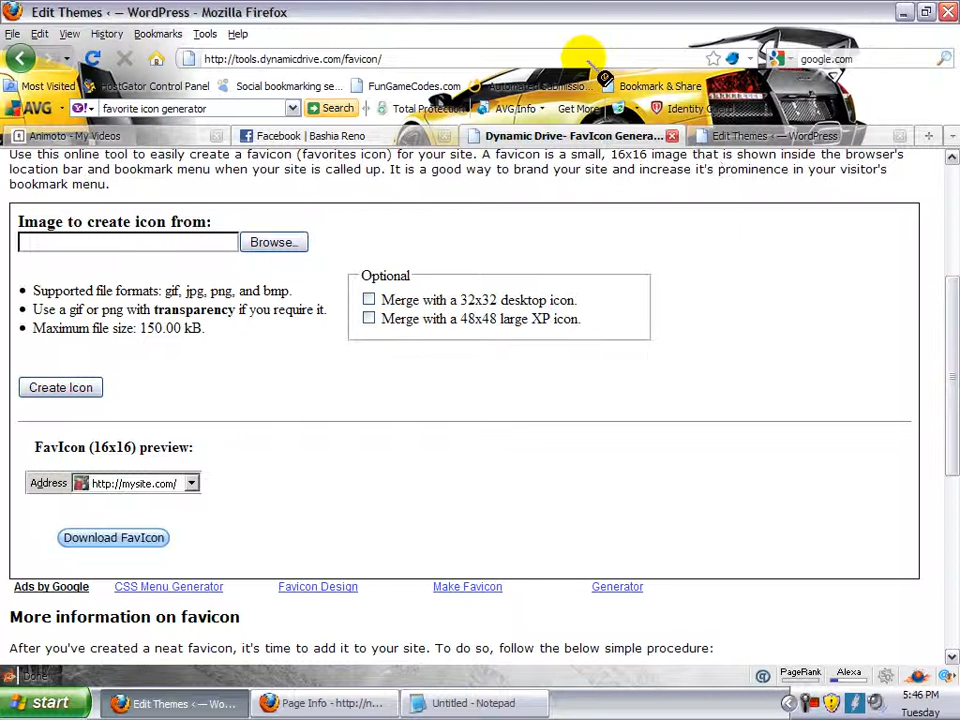 Edit Themes ‹ — WordPress - Mozilla Firefox
File Edit View History Bookmarks Tools Help
http://tools.dynamicdrive.com/favicon/ google.com
Most Visited HostGator Control Panel Social bookmarking se... FunGameCodes.com Automated Submissio... Bookmark & Share
AVG favorite icon generator Search Total Protection AVG Info Get More Identity
Animoto - My Videos Facebook | Bashia Reno Dynamic Drive- FavIcon Genera... Edit Themes ‹ — WordPress
Use this online tool to easily create a favicon (favorites icon) for your site. A favicon is a small, 16x16 image that is shown inside the browser's
location bar and bookmark menu when your site is called up. It is a good way to brand your site and increase it's prominence in your visitor's
bookmark menu.
Image to create icon from:
Browse...
Optional
Supported file formats: gif, jpg, png, and bmp.
Merge with a 32x32 desktop icon.
Use a gif or png with transparency if you require it.
Merge with a 48x48 large XP icon.
Maximum file size: 150.00 kB.
Create Icon
FavIcon (16x16) preview:
Address http://mysite.com/
Download FavIcon
Ads by Google CSS Menu Generator Favicon Design Make Favicon Generator
More information on favicon
After you've created a neat favicon, it's time to add it to your site. To do so, follow the below simple procedure:
Done PageRank Alexa
start Edit Themes ‹ — Wo... Page Info - http://n... Untitled - Notepad 5:46 PM
Tuesday